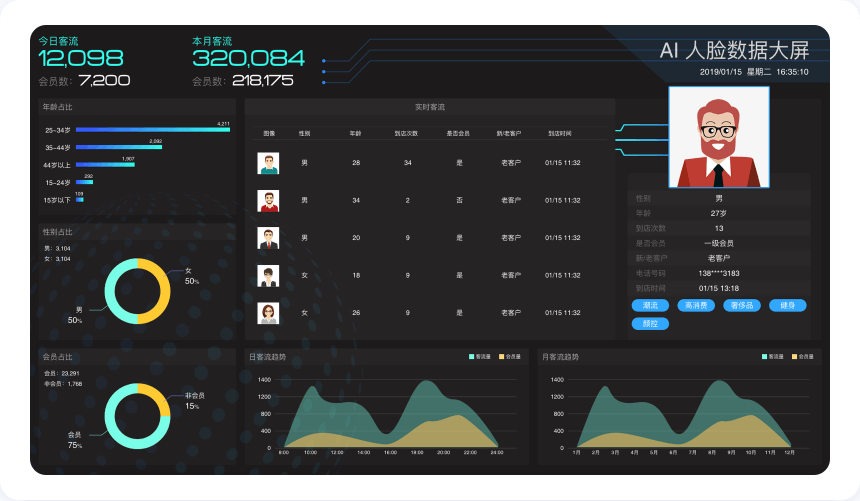 今日客流
12,098
会员数: 7,200
本月客流
320,084
会员数: 218,175
AI 人脸数据大屏
2019/01/15 星期二 16:35:10
年龄占比
25-34岁 4,211
35-44岁 2,092
44岁以上 1,907
15-24岁 292
15岁以下 109
性别占比
男: 3,104
女: 3,104
女
50%
男
50%
会员占比
会员: 23,291
非会员: 1,768
非会员
15%
会员
75%
实时客流
图像 性别 年龄 到店次数 是否会员 新/老客户 到店时间
男 28 34 是 老客户 01/15 11:32
男 34 2 否 老客户 01/15 11:32
男 20 9 是 老客户 01/15 11:32
女 18 9 是 老客户 01/15 11:32
女 26 9 是 老客户 01/15 11:32
性别 男
年龄 27岁
到店次数 13
是否会员 一级会员
新/老客户 老客户
电话号码 138****3183
到店时间 01/15 13:18
潮流 高消费 奢侈品 健身
颜控
日客流趋势
客流量 会员量
1400
1200
800
400
0
8:00 10:00 12:00 14:00 16:00 18:00 20:00 22:00 24:00
月客流趋势
客流量 会员量
1400
1200
800
400
0
1月 2月 3月 4月 5月 6月 7月 8月 9月 10月 11月 12月